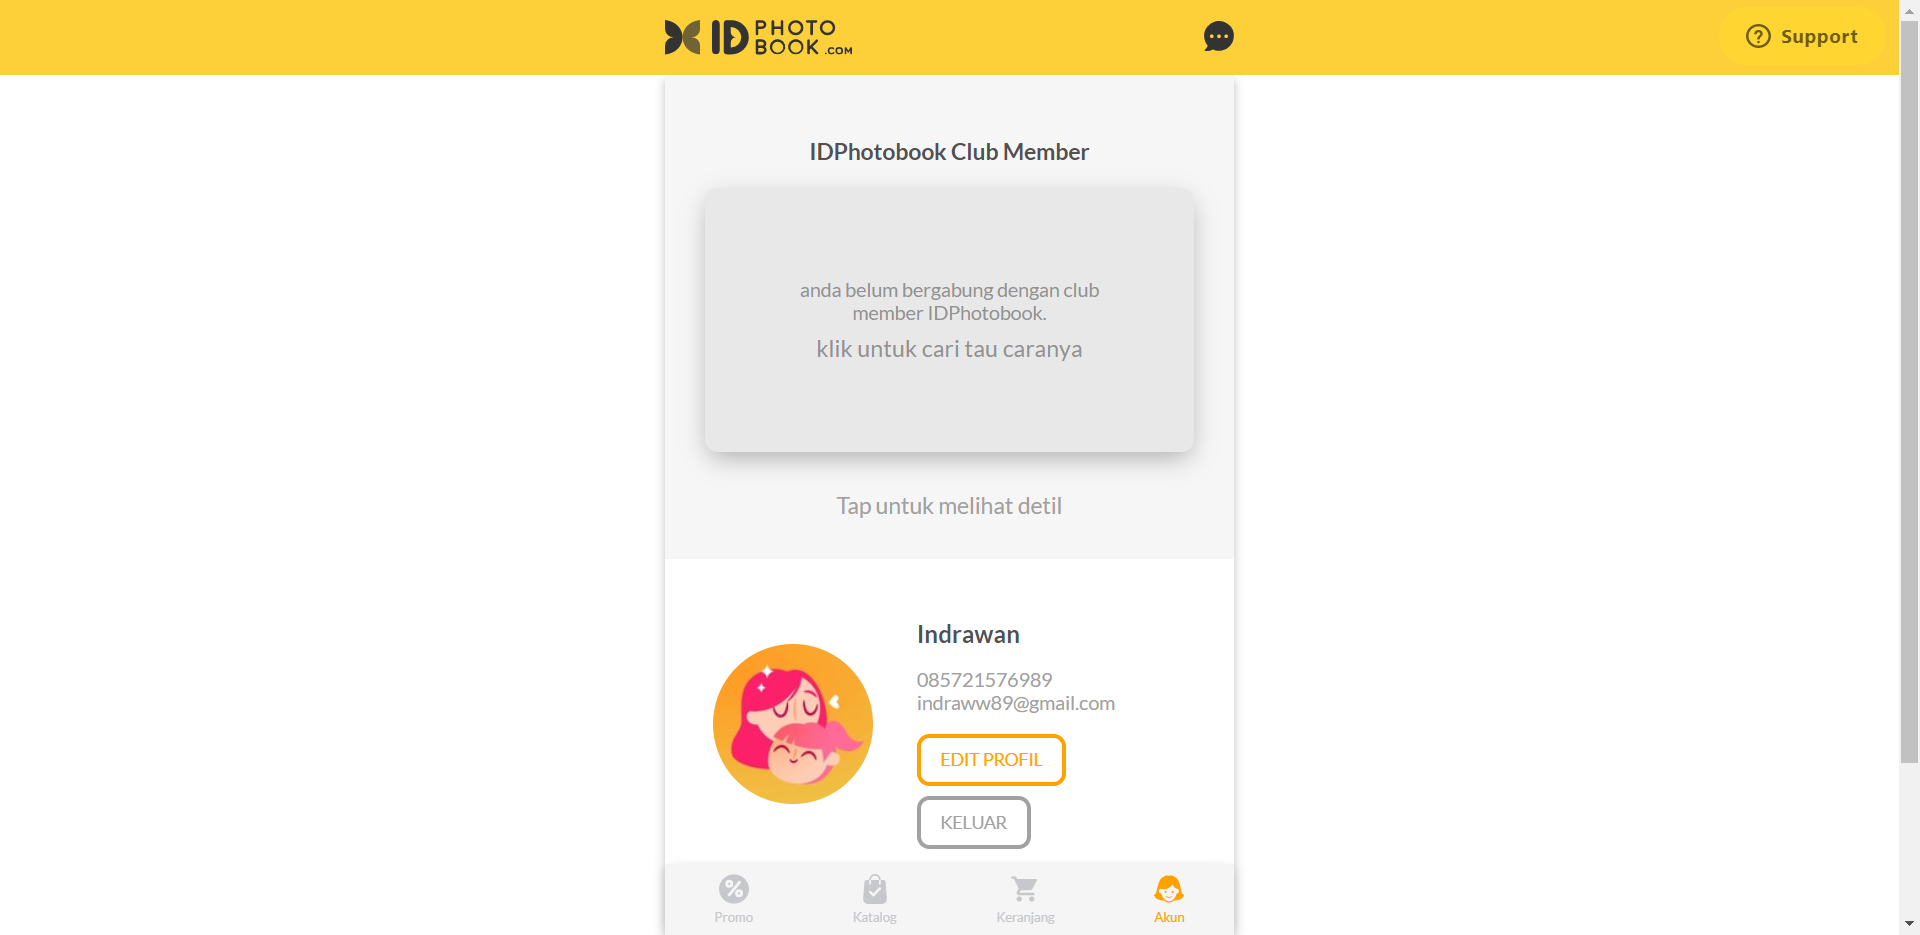 ID PHOTO BOOK .COM
Support
IDPhotobook Club Member
anda belum bergabung dengan club
member IDPhotobook.
klik untuk cari tau caranya
Tap untuk melihat detil
Indrawan
085721576989
indraww89@gmail.com
EDIT PROFIL
KELUAR
Promo
Katalog
Keranjang
Akun